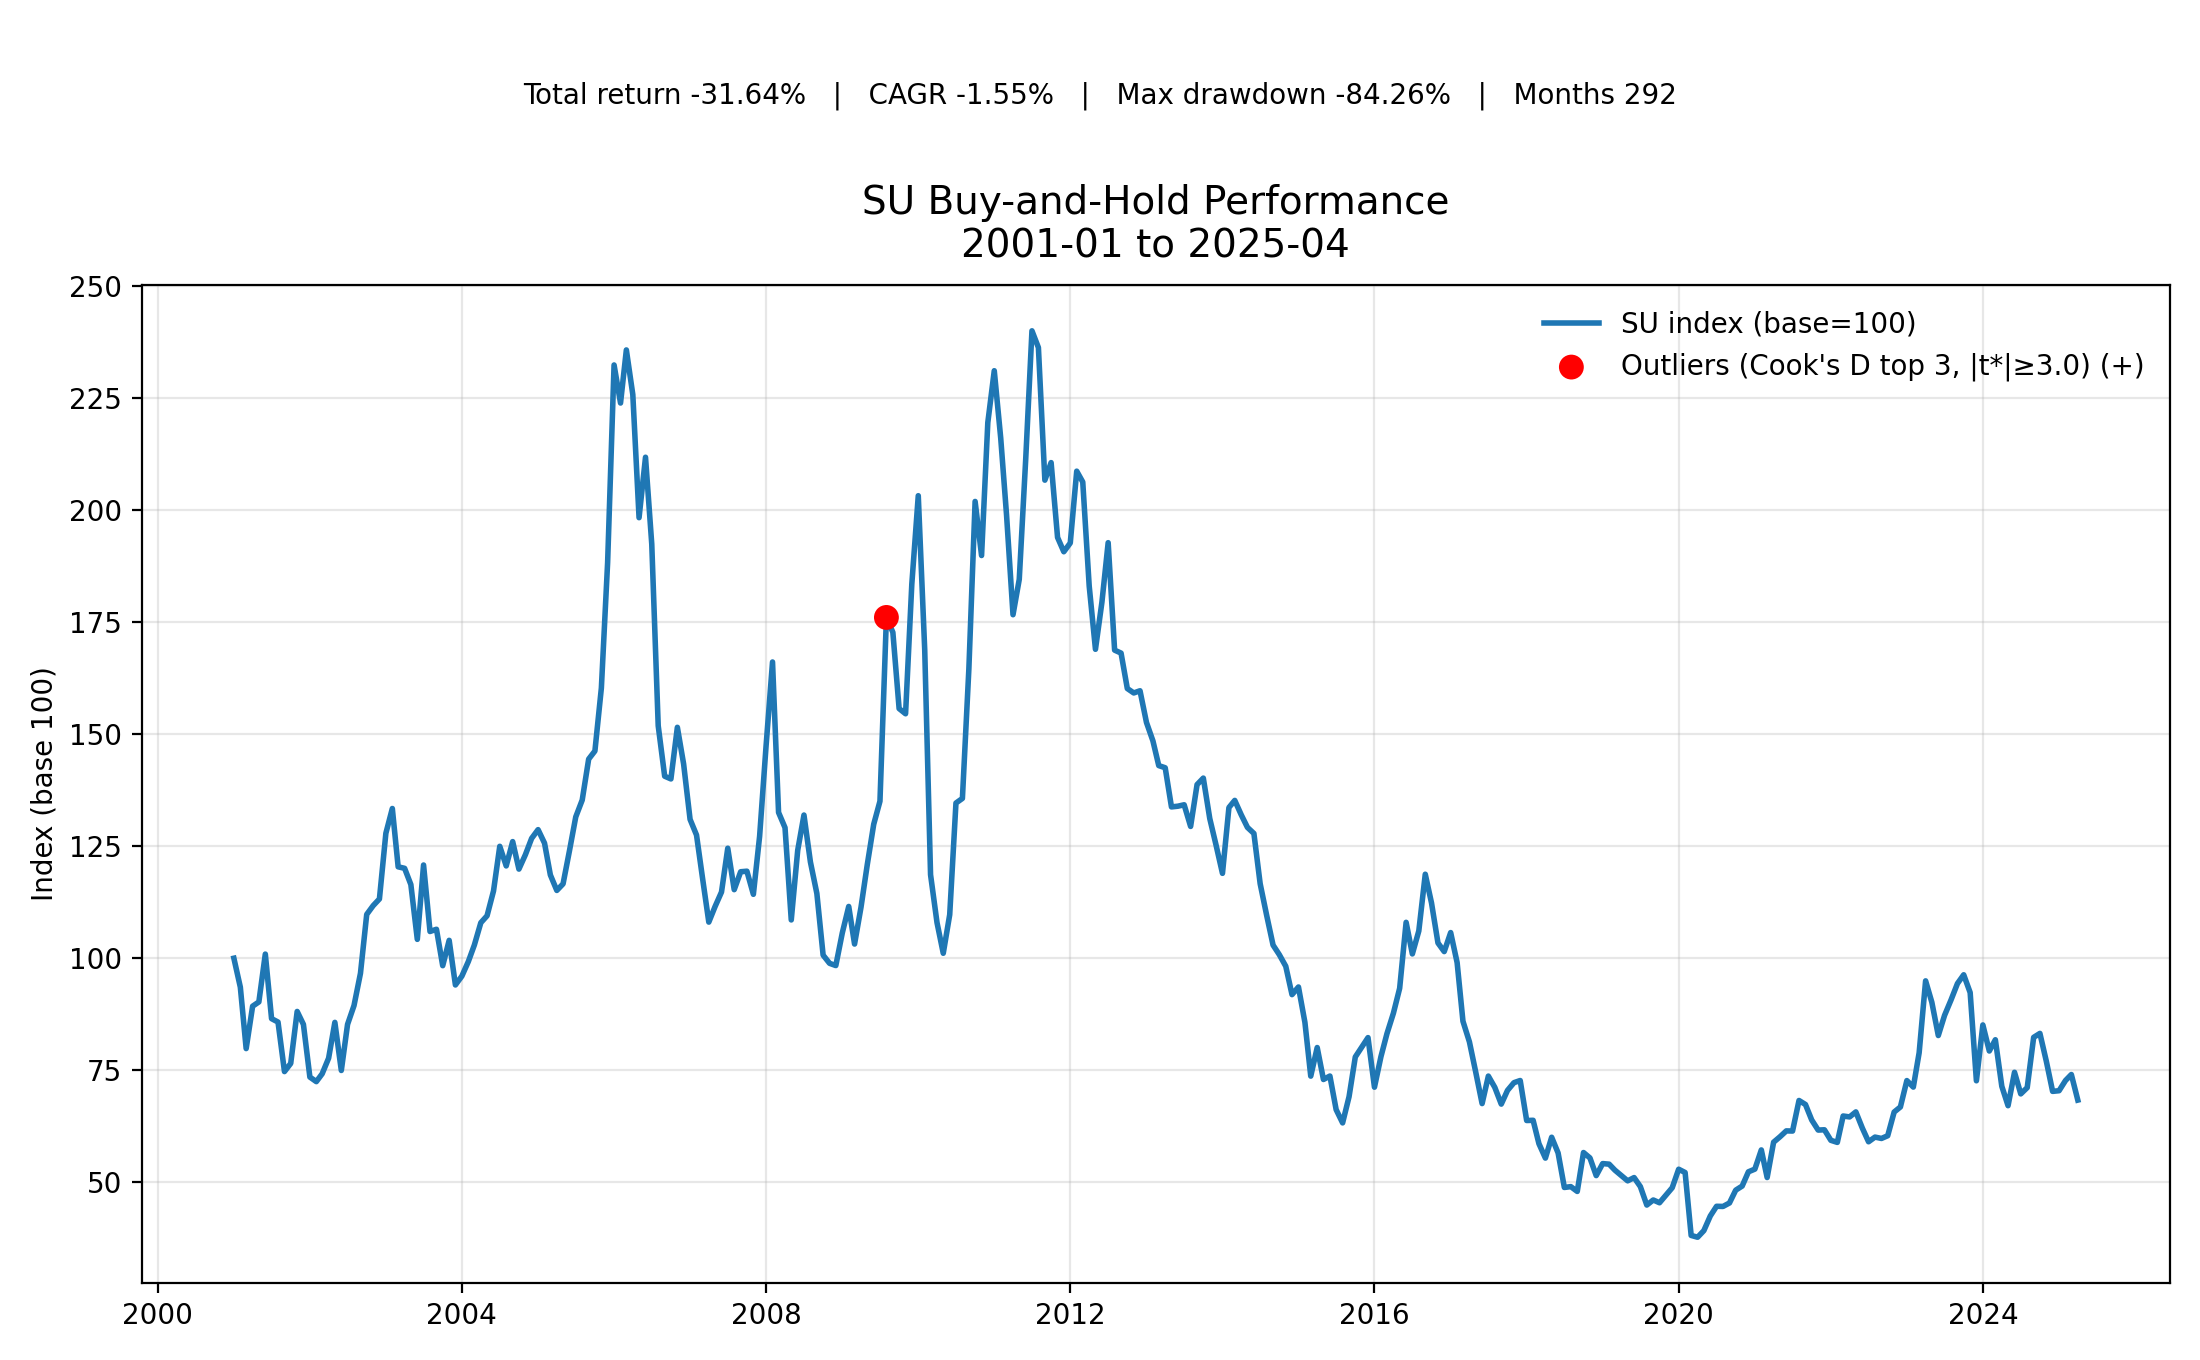 Total return -31.64%   |   CAGR -1.55%   |   Max drawdown -84.26%   |   Months 292
SU Buy-and-Hold Performance
2001-01 to 2025-04
SU index (base=100)
Outliers (Cook's D top 3, |t*|≥3.0) (+)
Index (base 100)
250
225
200
175
150
125
100
75
50
2000 2004 2008 2012 2016 2020 2024